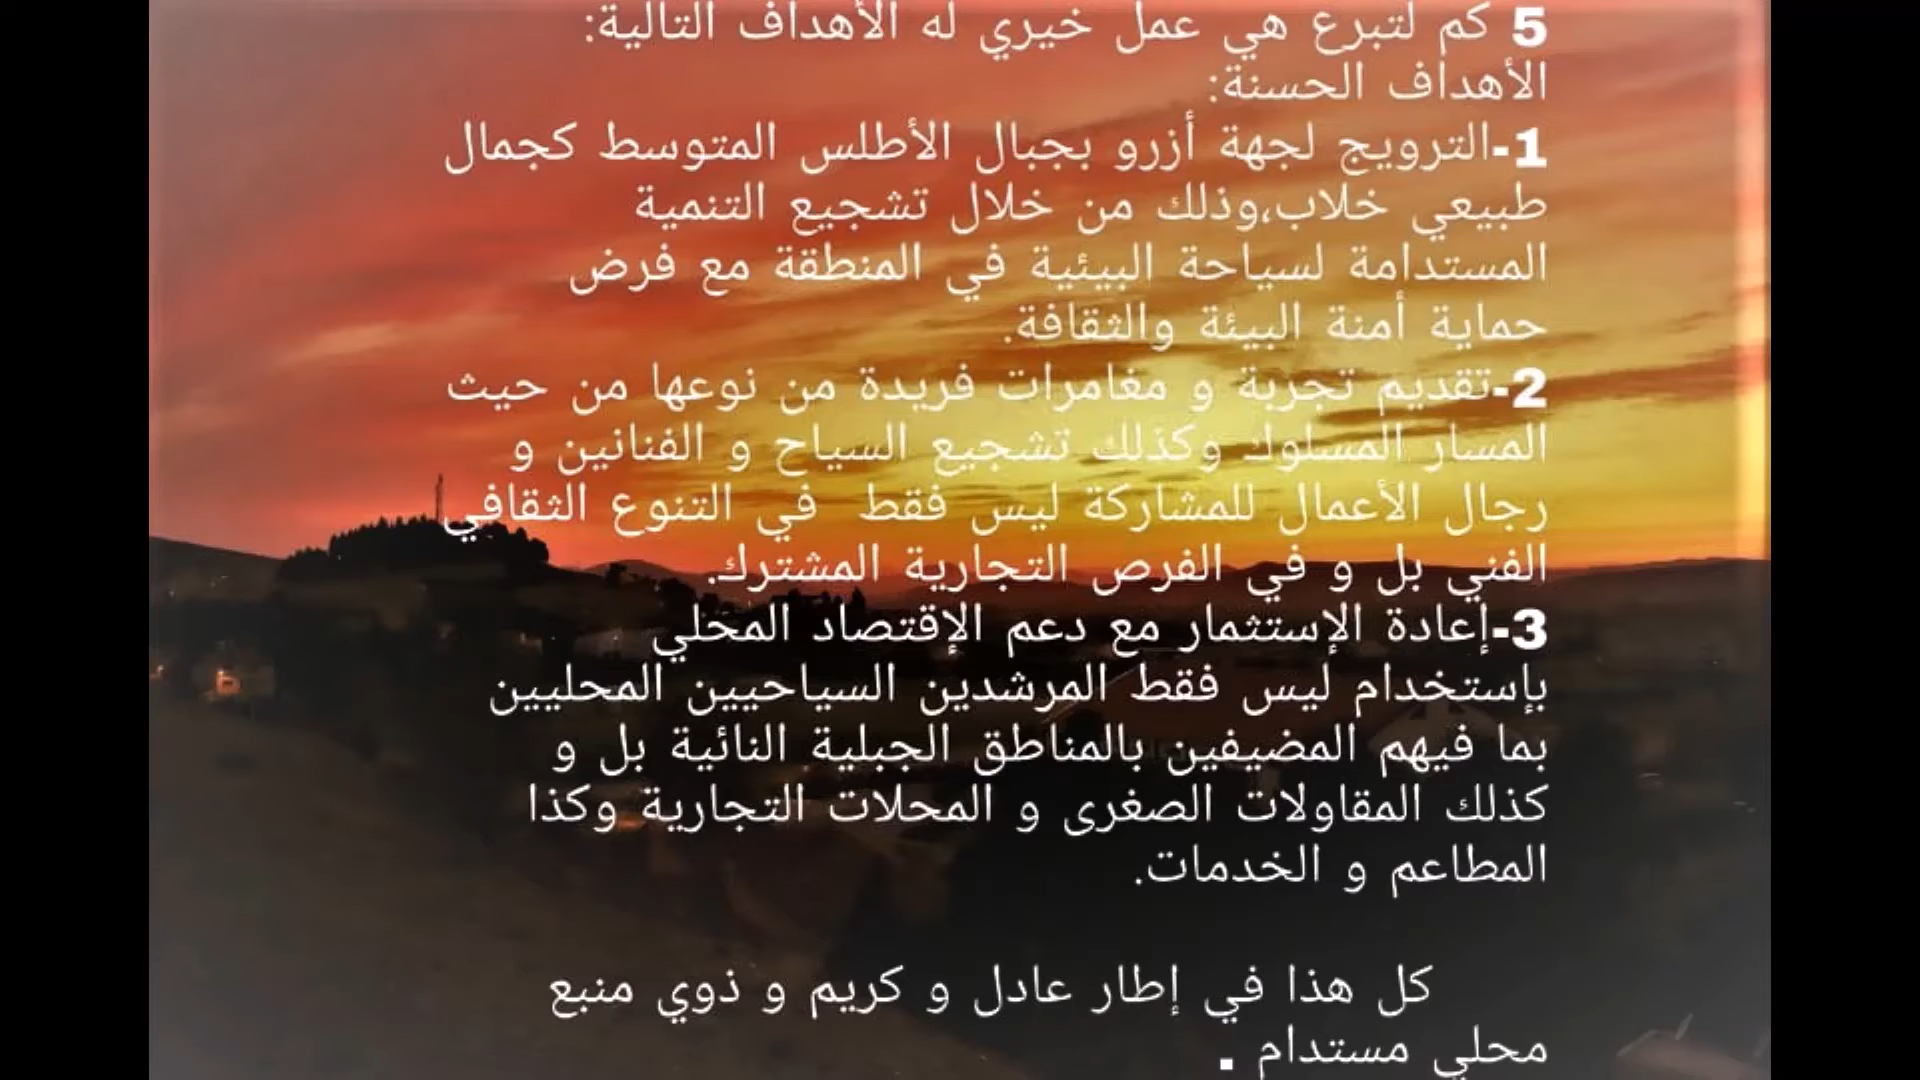 5 كم لتبرع هي عمل خيري له الأهداف التالية:
الأهداف الحسنة:
1-الترويج لجهة أزرو بجبال الأطلس المتوسط كجمال
طبيعي خلاب،وذلك من خلال تشجيع التنمية
المستدامة لسياحة البيئية في المنطقة مع فرض
حماية أمنة البيئة والثقافة.
2-تقديم تجربة و مغامرات فريدة من نوعها من حيث
المسار المسلوك وكذلك تشجيع السياح و الفنانين و
رجال الأعمال للمشاركة ليس فقط في التنوع الثقافي
الفني بل و في الفرص التجارية المشترك.
3-إعادة الإستثمار مع دعم الإقتصاد المحلي
بإستخدام ليس فقط المرشدين السياحيين المحليين
بما فيهم المضيفين بالمناطق الجبلية النائية بل و
كذلك المقاولات الصغرى و المحلات التجارية وكذا
المطاعم و الخدمات.
كل هذا في إطار عادل و كريم و ذوي منبع
محلي مستدام .